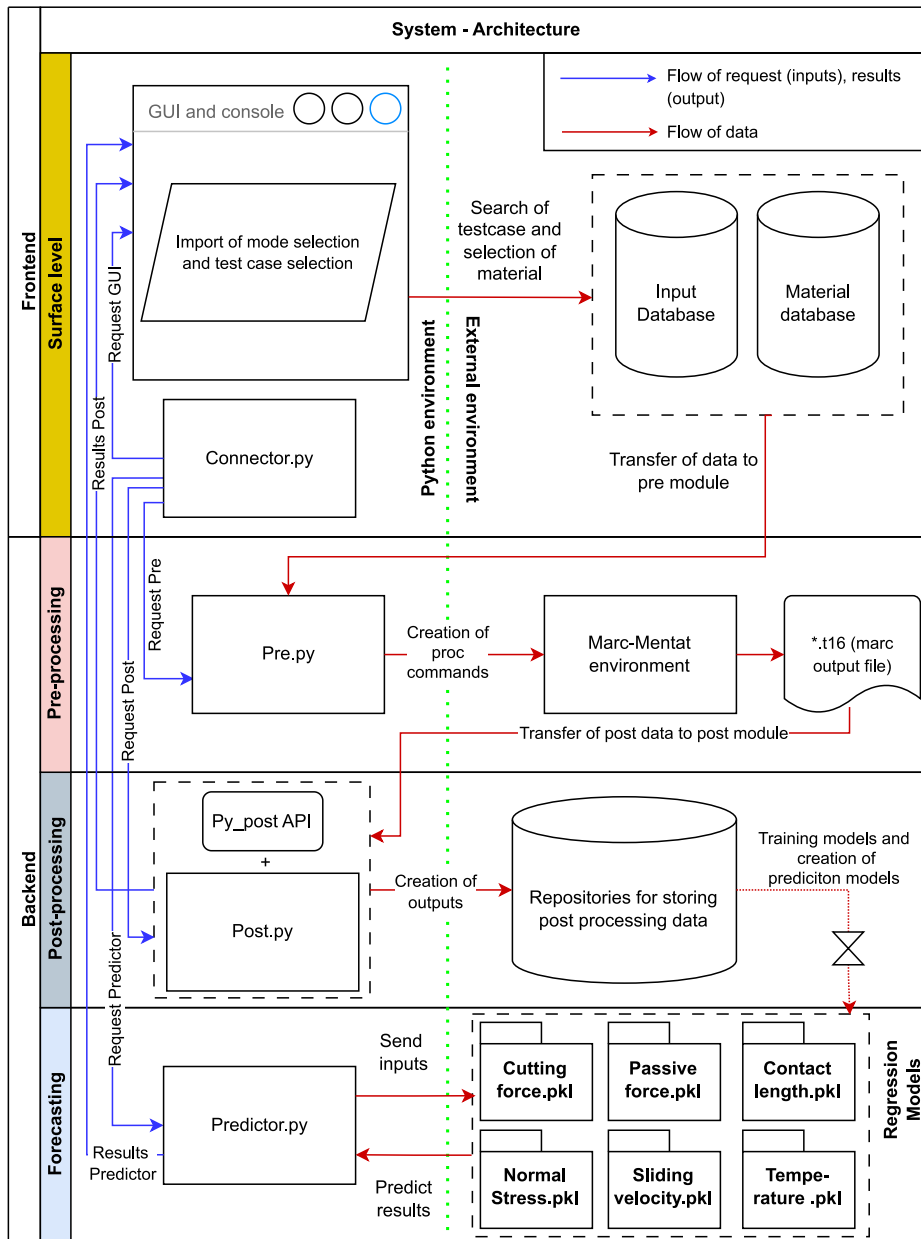 System - Architecture
Flow of request (inputs), results
(output)
Flow of data
Frontend
Surface level
GUI and console
Import of mode selection
and test case selection
Search of
testcase and
selection of
material
Input
Database
Material
database
Request GUI
Results Post
Python environment
External environment
Connector.py
Transfer of data to
pre module
Backend
Pre-processing
Request Pre
Pre.py
Creation of
proc
commands
Marc-Mentat
environment
*.t16 (marc
output file)
Request Post
Transfer of post data to post module
Post-processing
Py_post API
+
Post.py
Creation of
outputs
Repositories for storing
post processing data
Training models and
creation of
prediciton models
Request Predictor
Forecasting
Send
inputs
Predictor.py
Results
Predictor
Predict
results
Cutting
force.pkl
Passive
force.pkl
Contact
length.pkl
Normal
Stress.pkl
Sliding
velocity.pkl
Tempe-
rature .pkl
Regression
Models